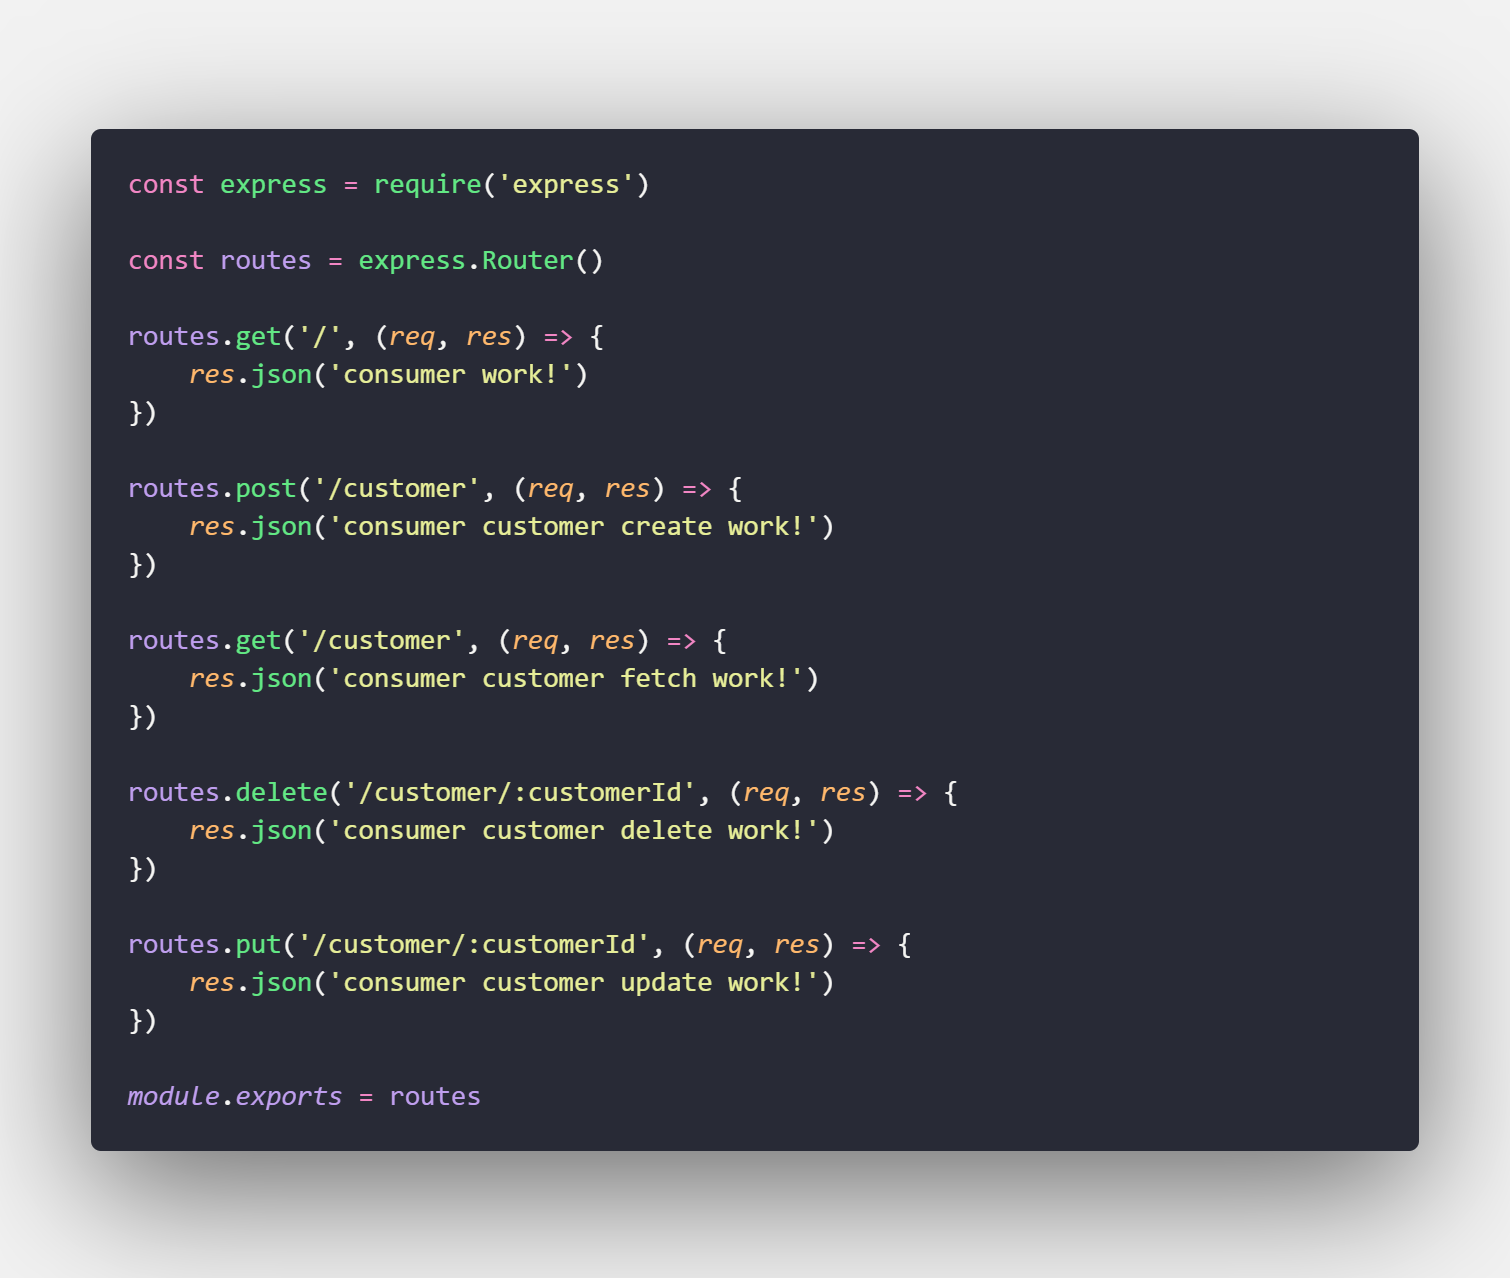 const express = require('express')

const routes = express.Router()

routes.get('/', (req, res) => {
    res.json('consumer work!')
})

routes.post('/customer', (req, res) => {
    res.json('consumer customer create work!')
})

routes.get('/customer', (req, res) => {
    res.json('consumer customer fetch work!')
})

routes.delete('/customer/:customerId', (req, res) => {
    res.json('consumer customer delete work!')
})

routes.put('/customer/:customerId', (req, res) => {
    res.json('consumer customer update work!')
})

module.exports = routes